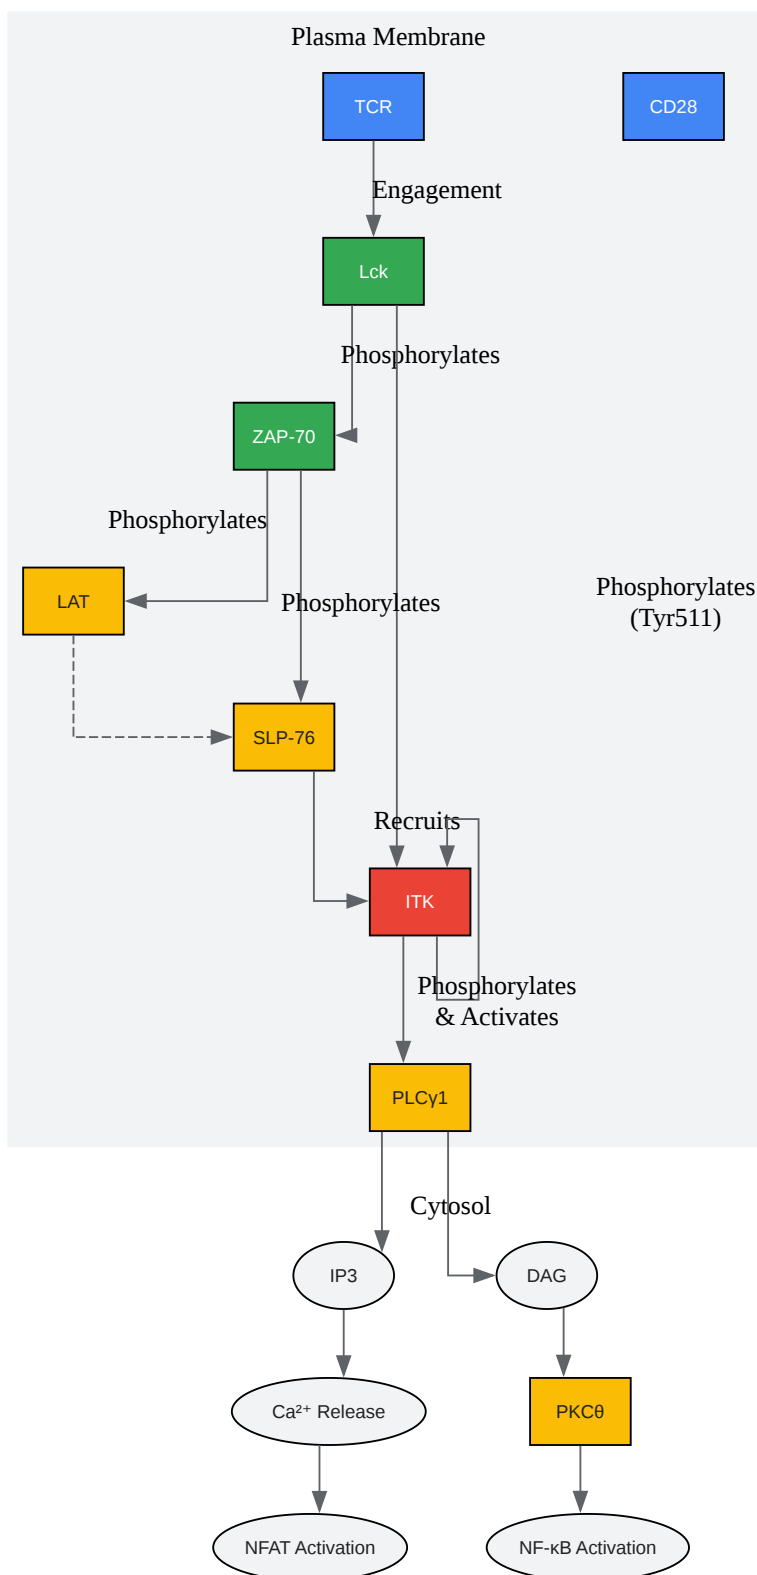 Plasma Membrane
TCR
CD28
Engagement
Lck
Phosphorylates
ZAP-70
Phosphorylates
Phosphorylates
(Tyr511)
LAT
Phosphorylates
SLP-76
Recruits
ITK
Phosphorylates
& Activates
PLCγ1
Cytosol
IP3
DAG
Ca²⁺ Release
PKCθ
NFAT Activation
NF-κB Activation